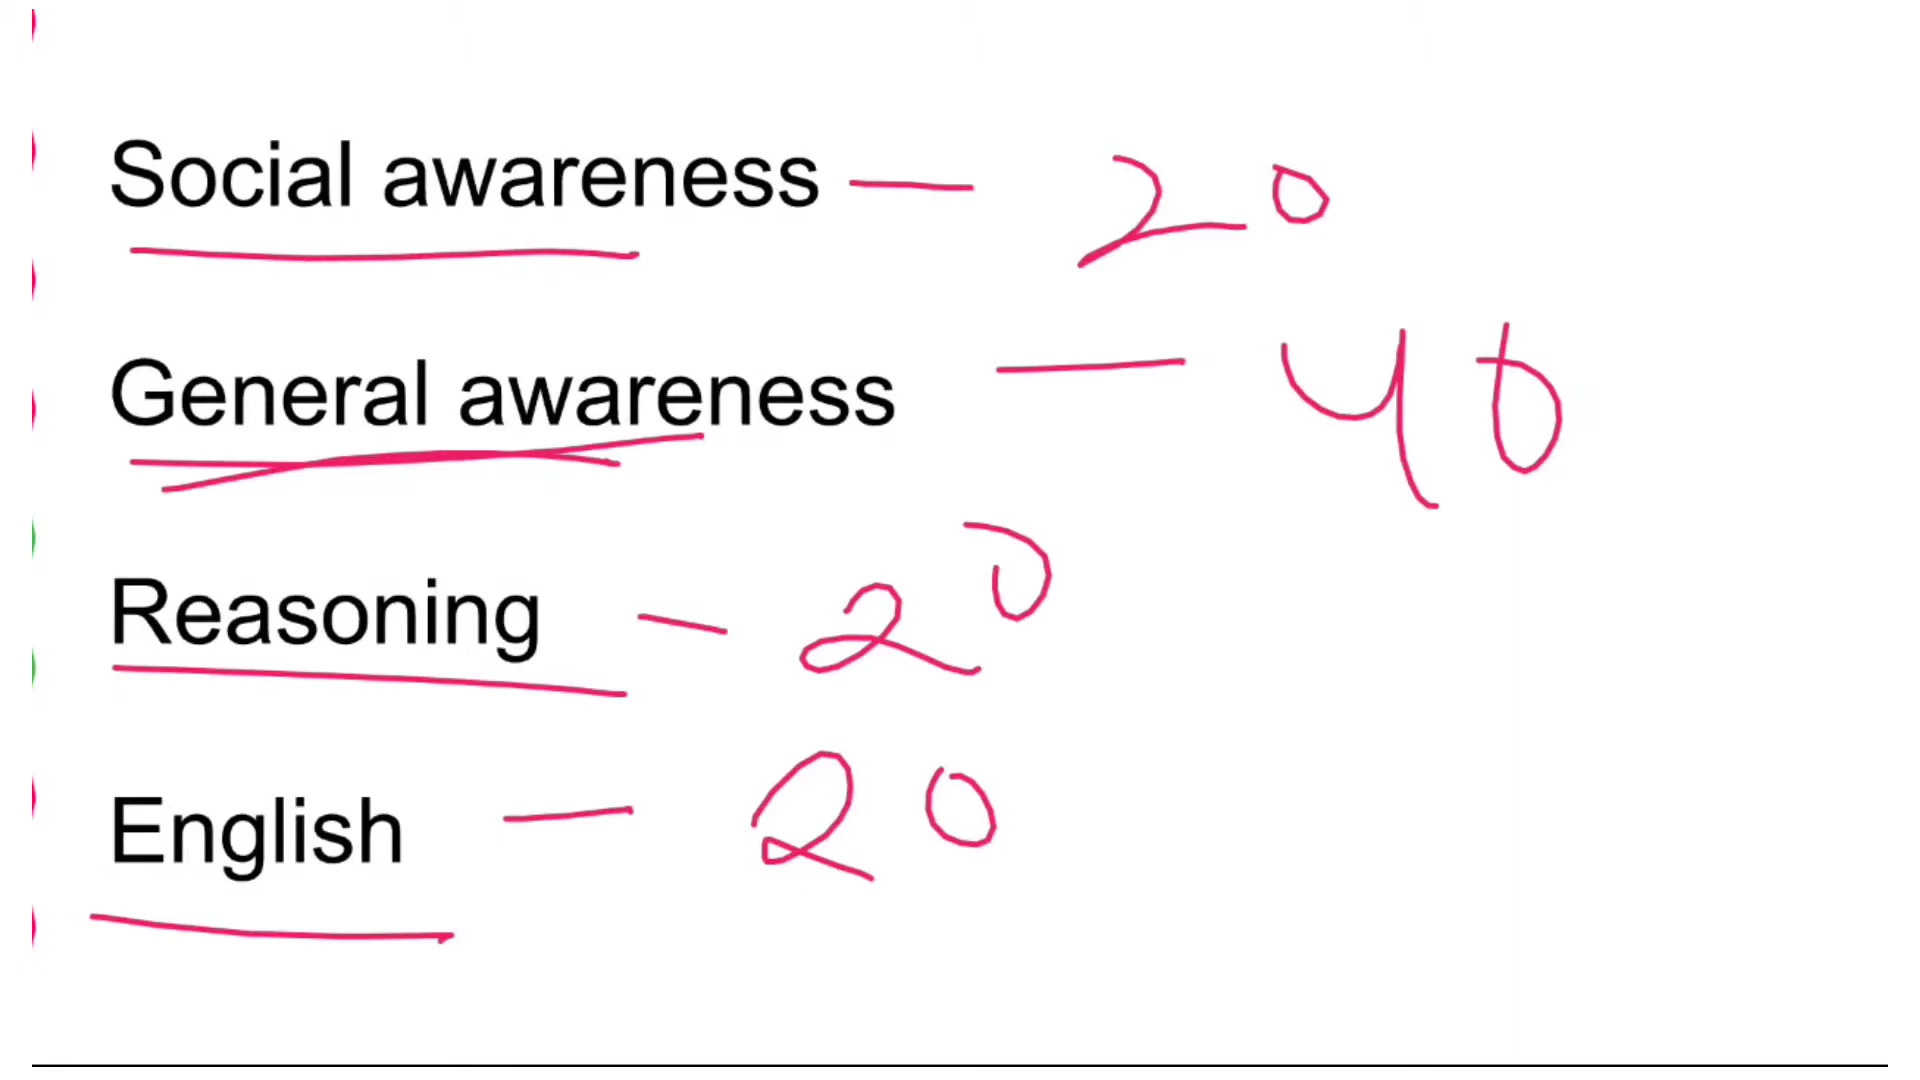 Social awareness — 20
General awareness — 40
Reasoning — 20
English — 20